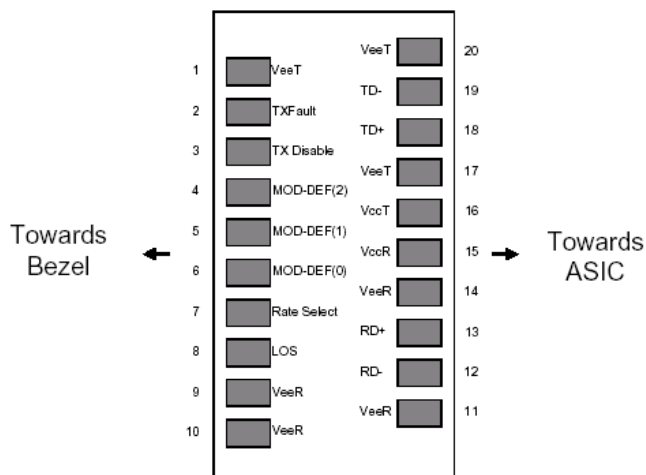 VeeT 20
1 VeeT
TD- 19
2 TXFault
TD+ 18
3 TX Disable
VeeT 17
4 MOD-DEF(2)
VccT 16
5 MOD-DEF(1)
Towards
Bezel
VccR 15
Towards
ASIC
6 MOD-DEF(0)
VeeR 14
7 Rate Select
RD+ 13
8 LOS
RD- 12
9 VeeR
VeeR 11
10 VeeR